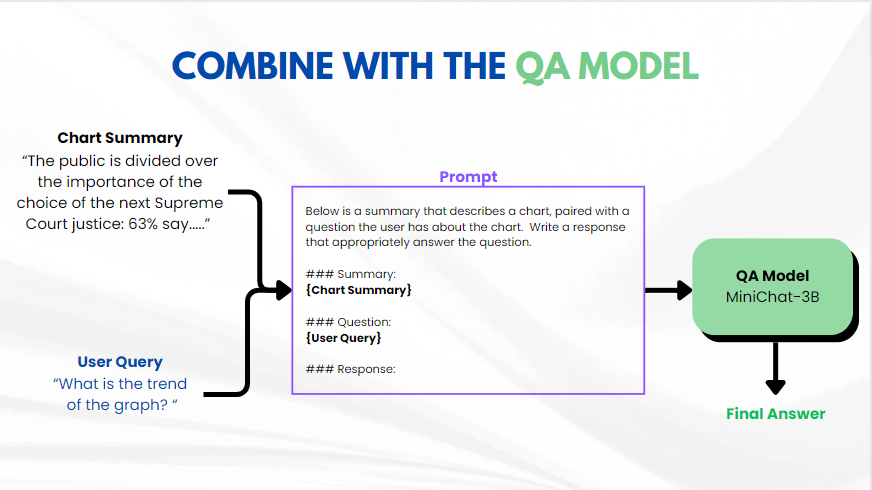 COMBINE WITH THE QA MODEL
Chart Summary
“The public is divided over
the importance of the
choice of the next Supreme
Court justice: 63% say.....”
User Query
“What is the trend
of the graph? “
Prompt
Below is a summary that describes a chart, paired with a
question the user has about the chart. Write a response
that appropriately answer the question.
### Summary:
{Chart Summary}
### Question:
{User Query}
### Response:
QA Model
MiniChat-3B
Final Answer